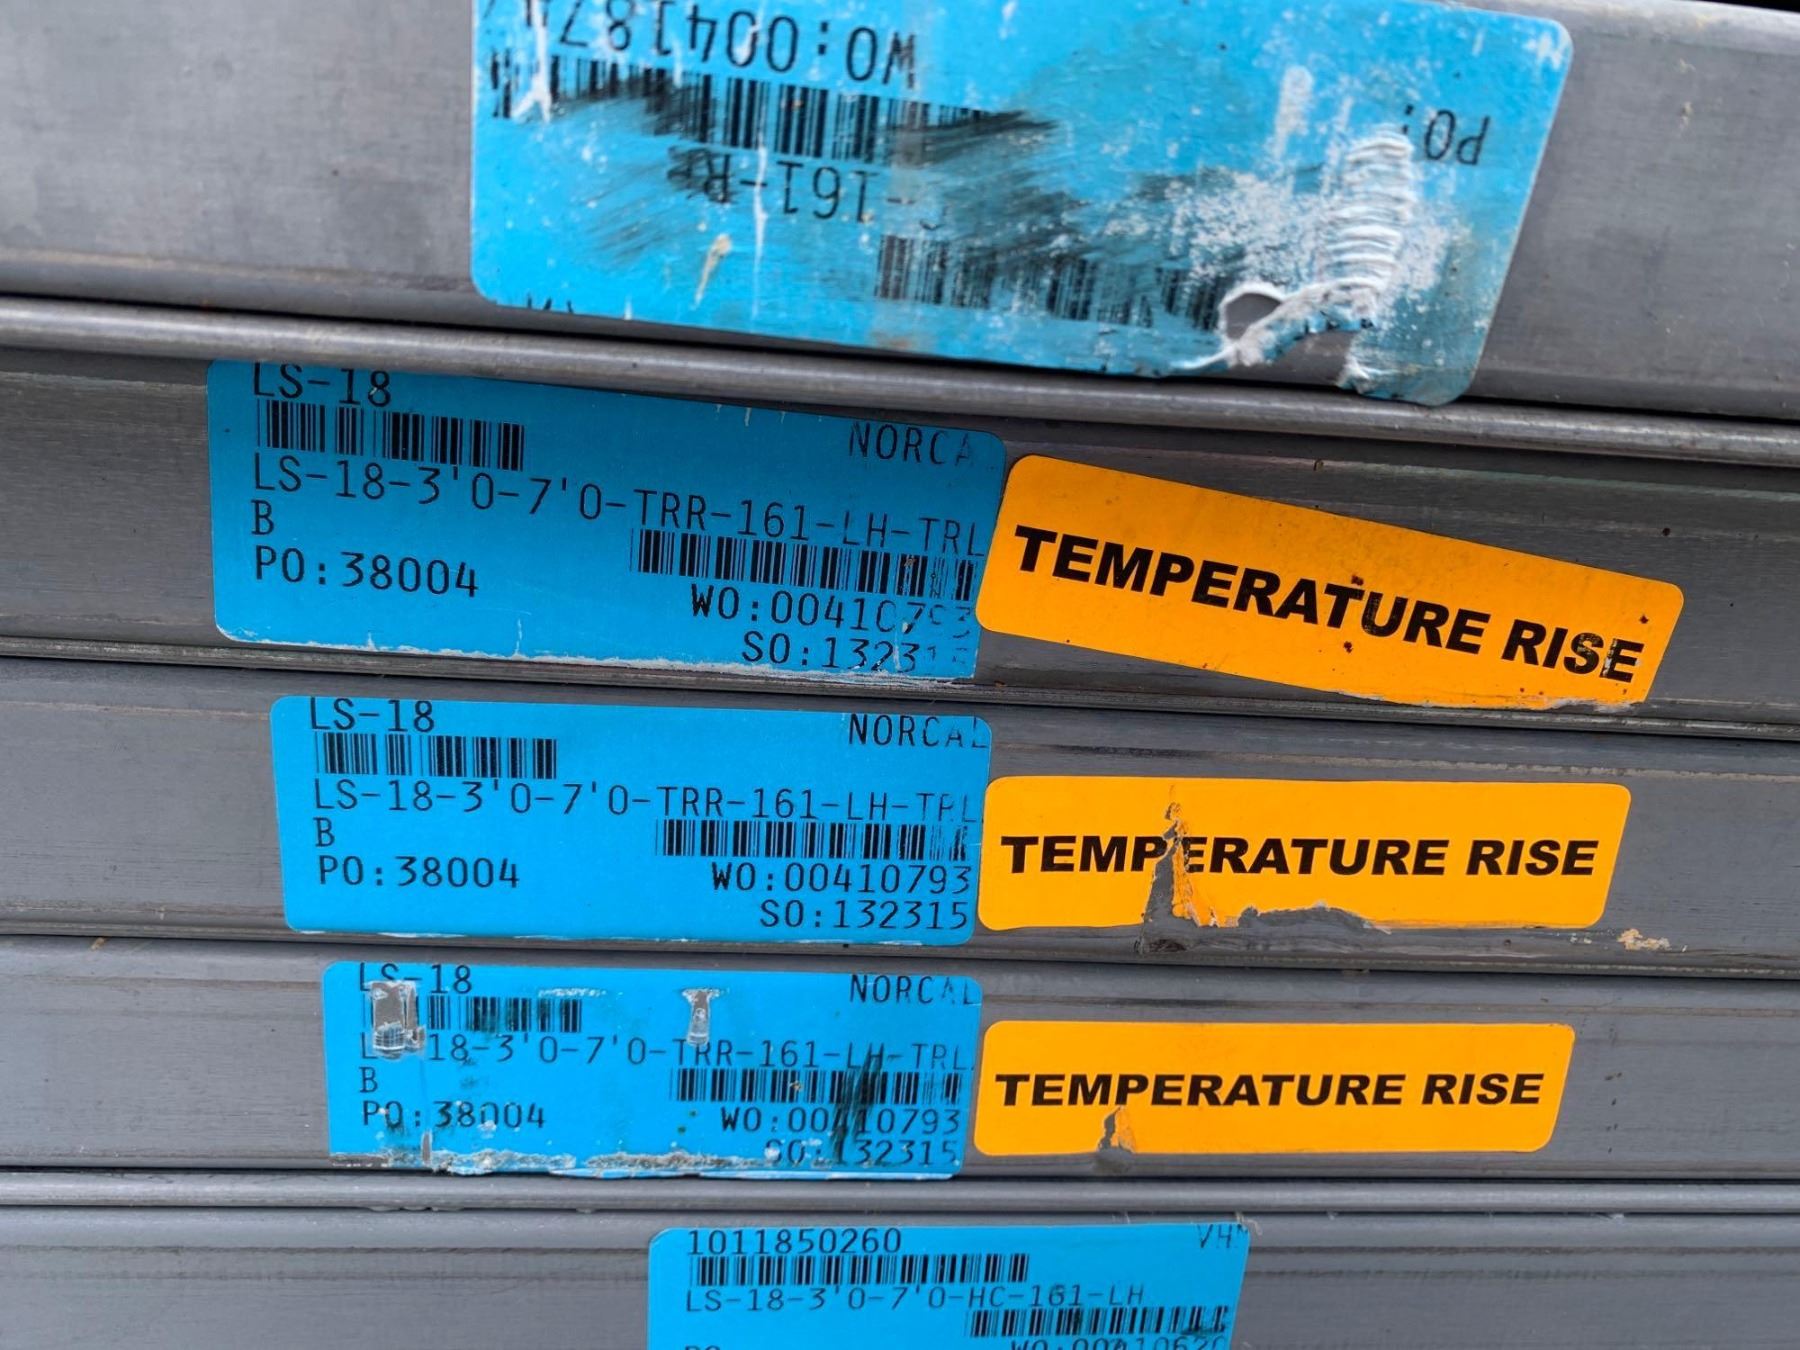 PO:
161-R
LS-18
NORCA
LS-18-3'0-7'0-TRR-161-LH-TRL
B
PO:38004
TEMPERATURE RISE
LS-18
NORCAL
LS-18-3'0-7'0-TRR-161-LH-TRL
B
PO:38004
WO:00410793
SO:132315
TEMPERATURE RISE
LS-18
NORCAL
18-3'0-7'0-TRR-161-LH-TRL
B
PO:38004
WO:00410793
SO:132315
TEMPERATURE RISE
1011850260
LS-18-3'0-7'0-HC-161-LH